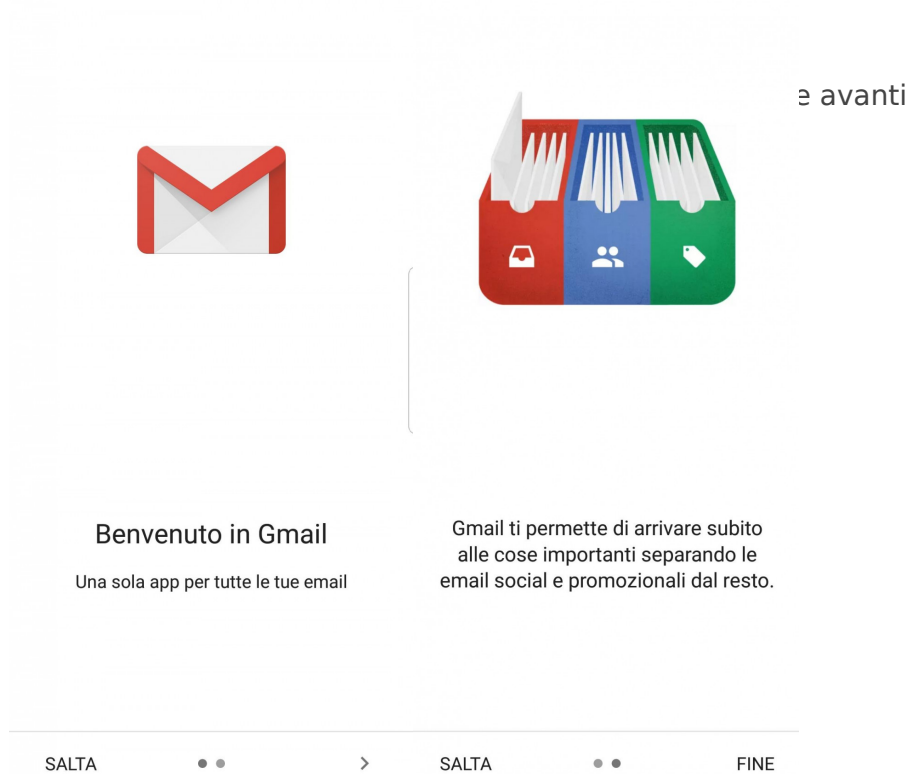 e avanti
Benvenuto in Gmail
Una sola app per tutte le tue email
SALTA
Gmail ti permette di arrivare subito
alle cose importanti separando le
email social e promozionali dal resto.
SALTA
FINE